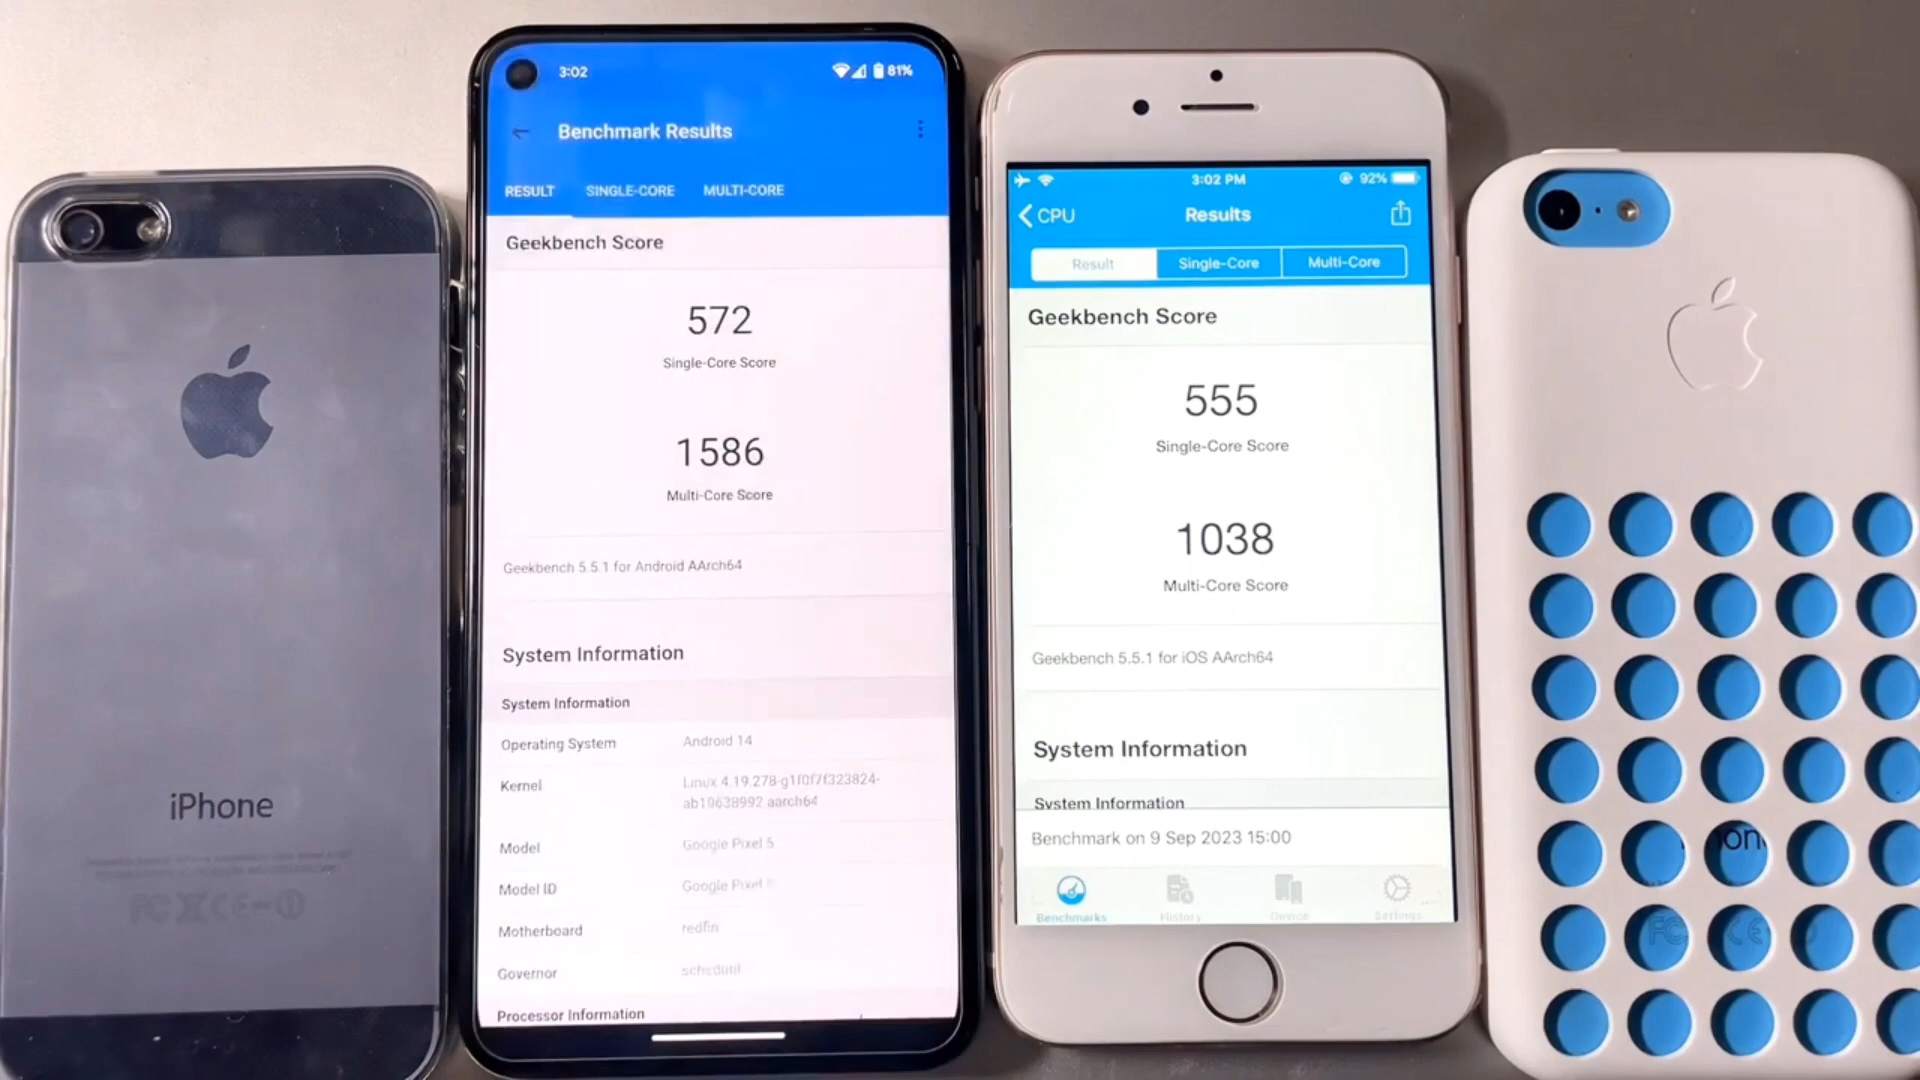 iPhone
3:02
81%
Benchmark Results
RESULT
SINGLE-CORE
MULTI-CORE
Geekbench Score
572
Single-Core Score
1586
Multi-Core Score
Geekbench 5.5.1 for Android AArch64
System Information
System Information
Operating System
Android 14
Kernel
Linux 4.19.278-g1f0f7f323824-
ab10638992 aarch64
Model
Google Pixel 5
Model ID
Google Pixel
Motherboard
redfin
Governor
schedutil
Processor Information
3:02 PM
92%
CPU
Results
Result
Single-Core
Multi-Core
Geekbench Score
555
Single-Core Score
1038
Multi-Core Score
Geekbench 5.5.1 for iOS AArch64
System Information
System Information
Benchmark on 9 Sep 2023 15:00
Benchmarks
History
Device
Settings
FC
CE